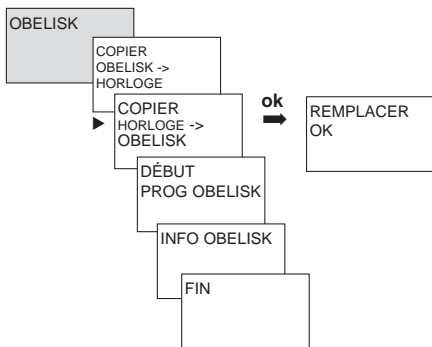 OBELISK
COPIER
OBELISK ->
HORLOGE
COPIER
HORLOGE ->
OBELISK
ok
REMPLACER
OK
DÉBUT
PROG OBELISK
INFO OBELISK
FIN